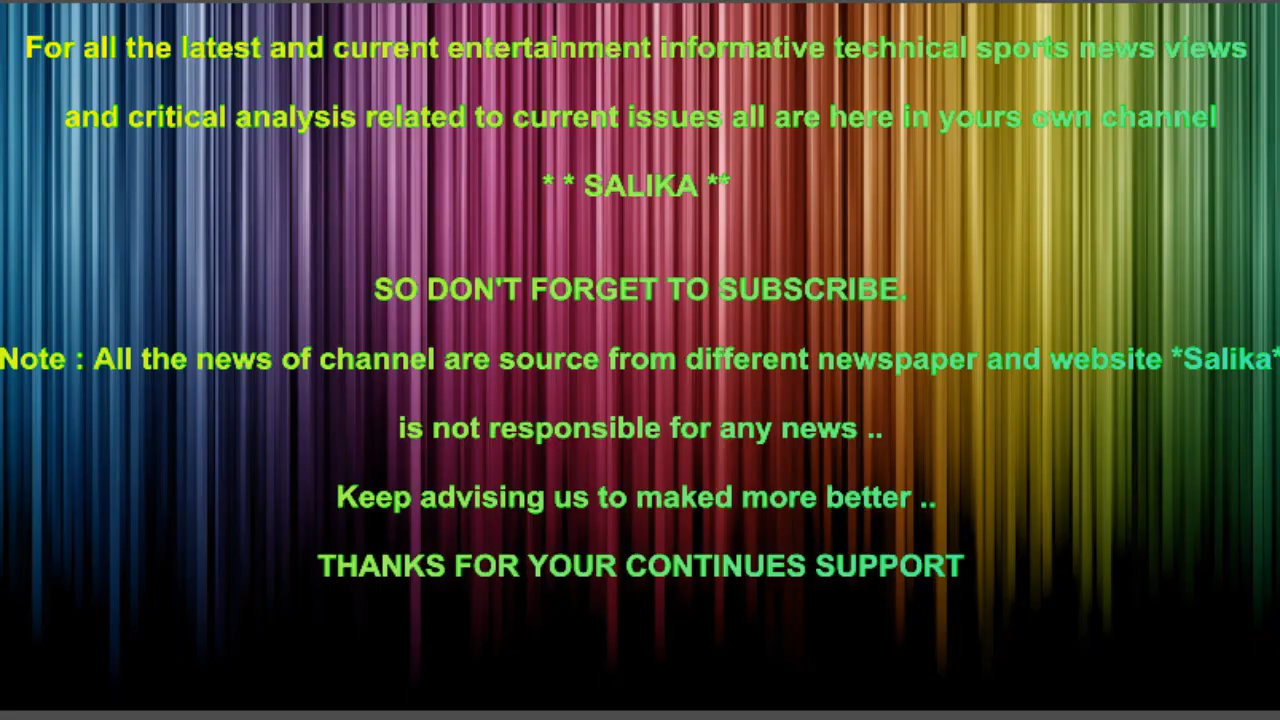 For all the latest and current entertainment informative technical sports news views
and critical analysis related to current issues all are here in yours own channel
* * SALIKA **
SO DON'T FORGET TO SUBSCRIBE.
Note : All the news of channel are source from different newspaper and website *Salika*
is not responsible for any news ..
Keep advising us to maked more better ..
THANKS FOR YOUR CONTINUES SUPPORT